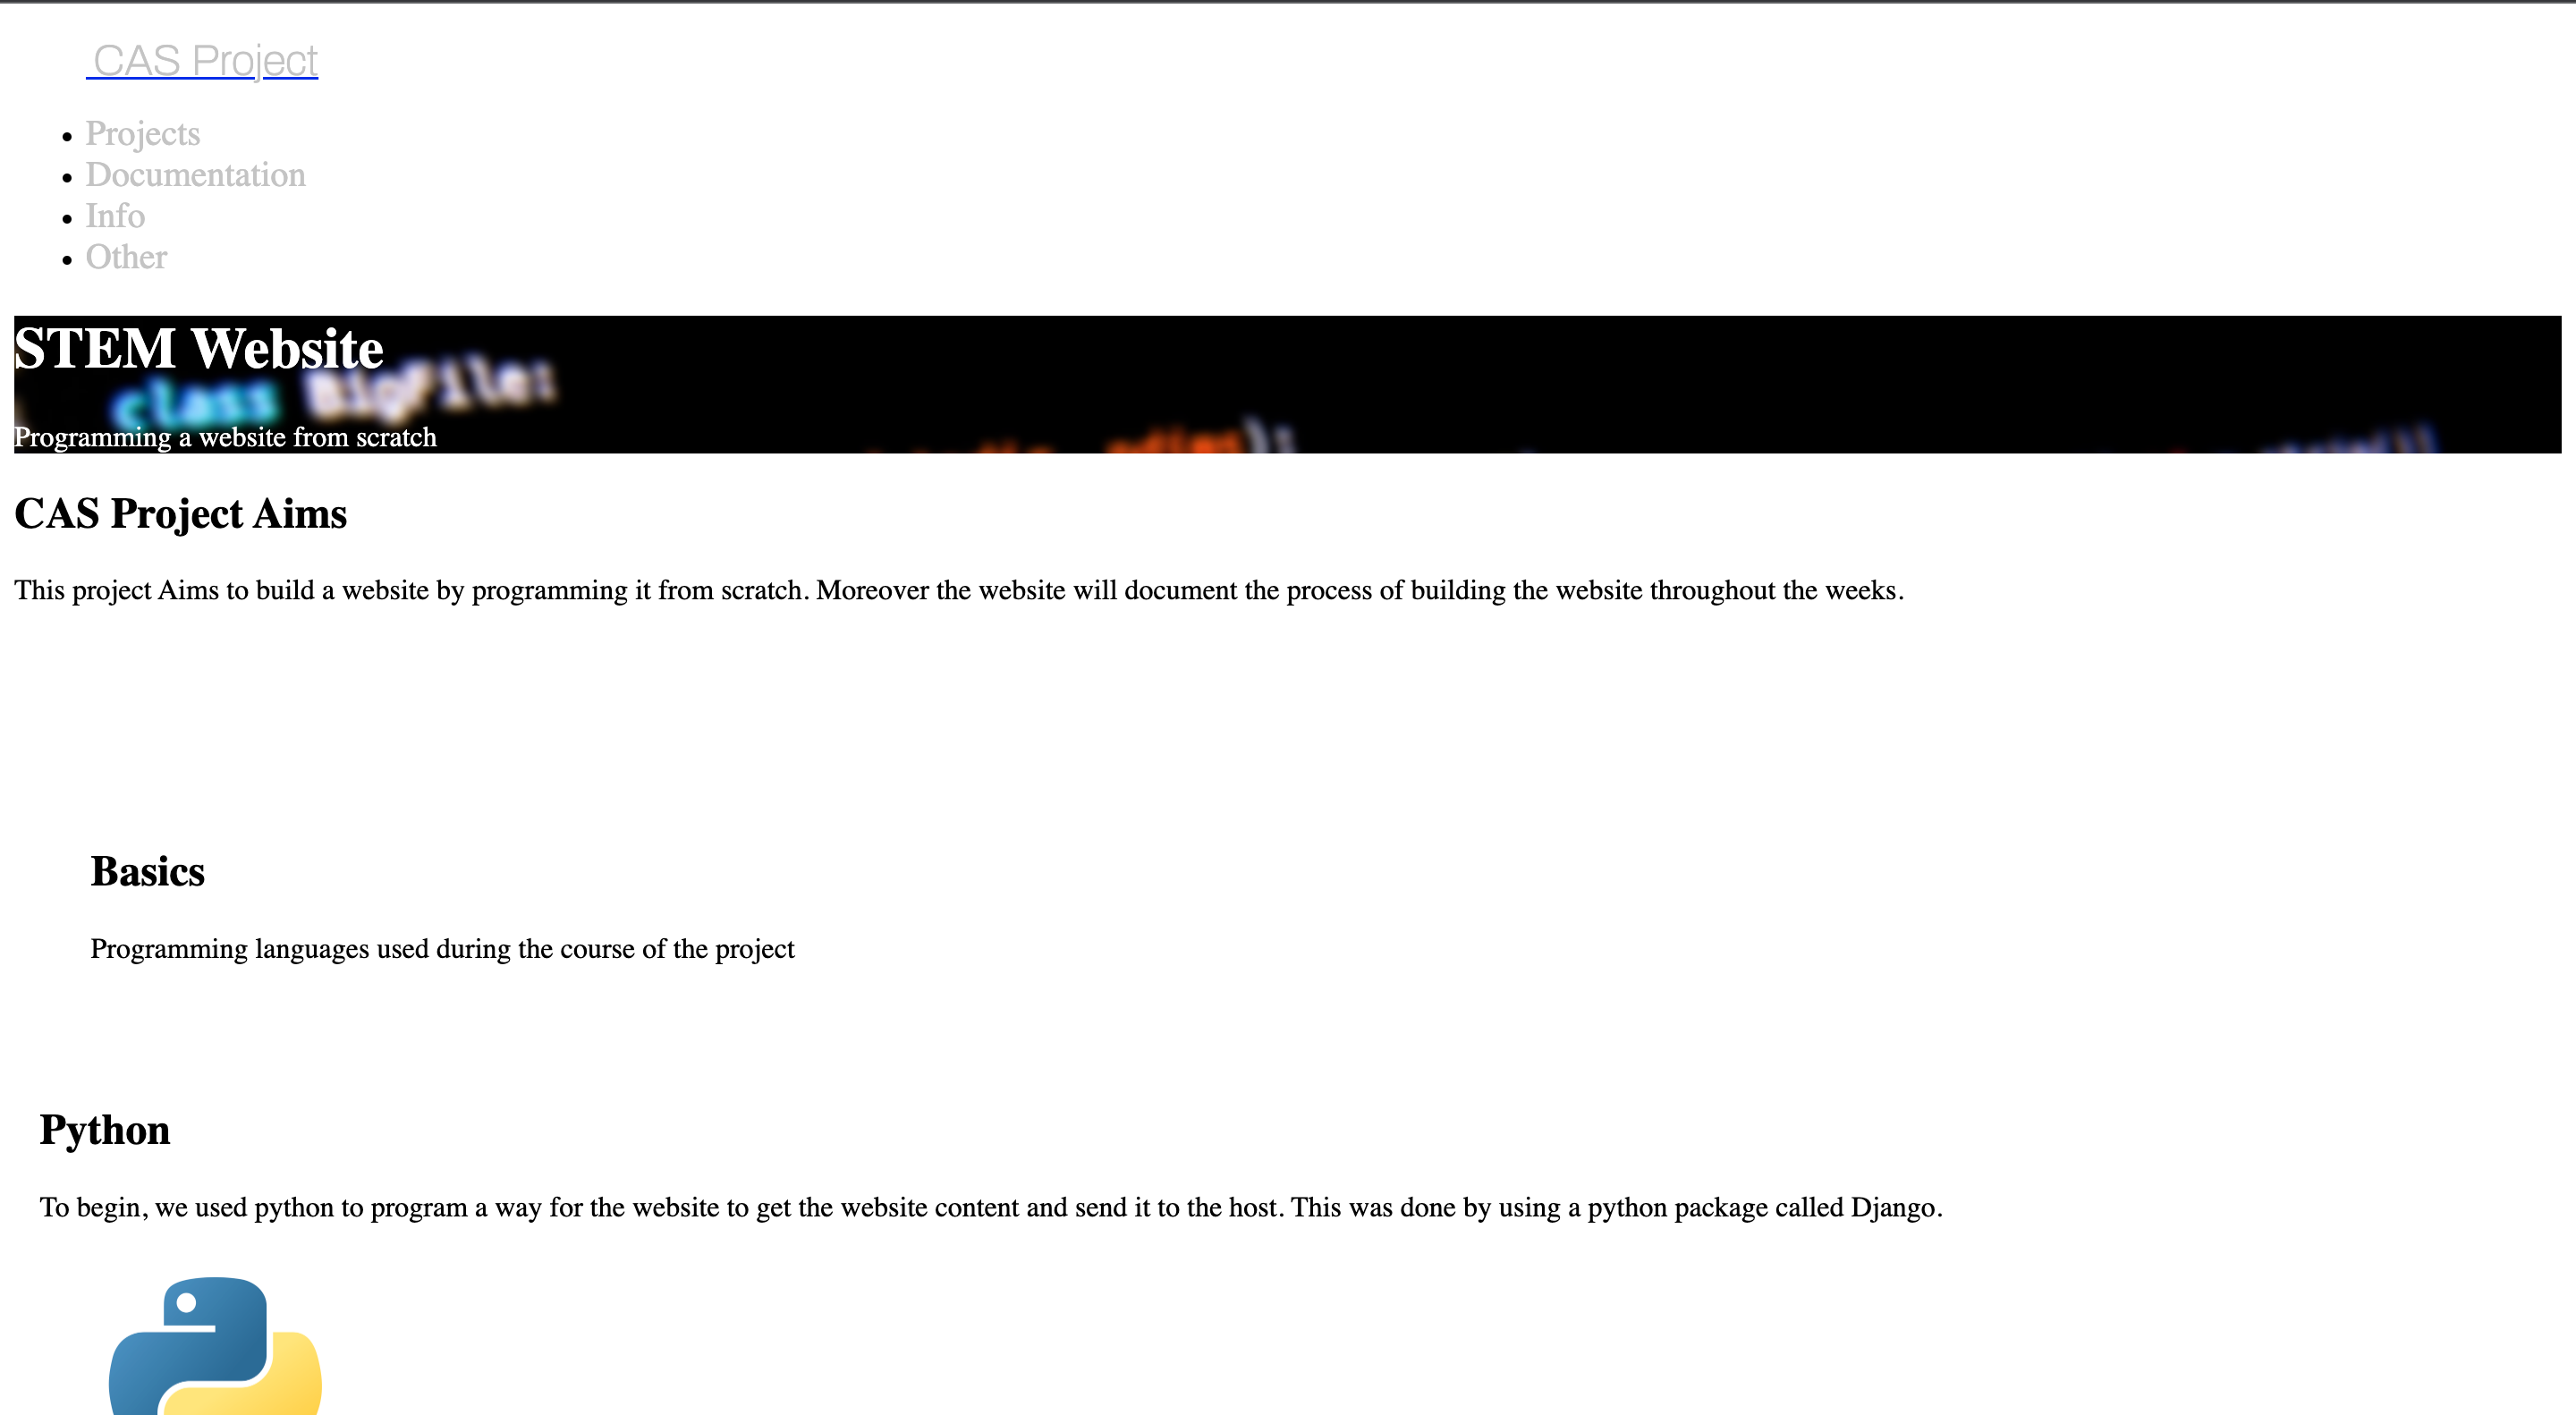 CAS Project
Projects
Documentation
Info
Other
STEM Website
class BigFile:
Programming a website from scratch
CAS Project Aims
This project Aims to build a website by programming it from scratch. Moreover the website will document the process of building the website throughout the weeks.
Basics
Programming languages used during the course of the project
Python
To begin, we used python to program a way for the website to get the website content and send it to the host. This was done by using a python package called Django.